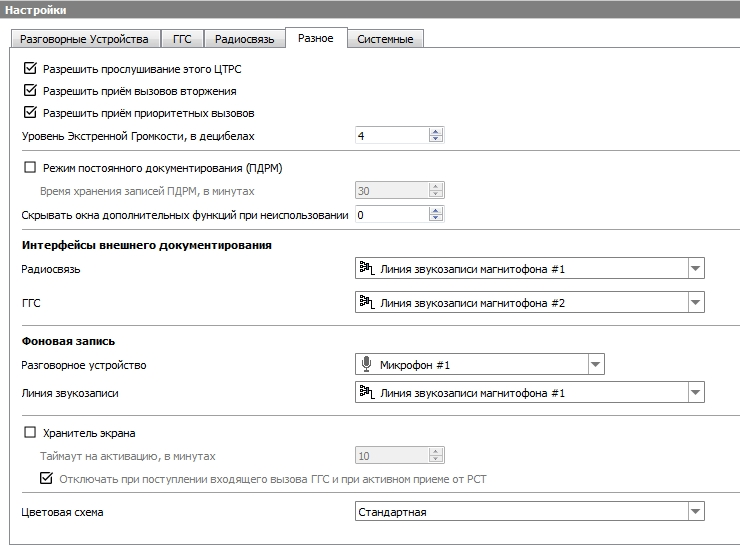 Настройки
Разговорные Устройства ГГС Радиосвязь Разное Системные
Разрешить прослушивание этого ЦТРС
Разрешить приём вызовов вторжения
Разрешить приём приоритетных вызовов
Уровень Экстренной Громкости, в децибелах 4
Режим постоянного документирования (ПДРМ)
Время хранения записей ПДРМ, в минутах 30
Скрывать окна дополнительных функций при неиспользовании 0
Интерфейсы внешнего документирования
Радиосвязь Линия звукозаписи магнитофона #1
ГГС Линия звукозаписи магнитофона #2
Фоновая запись
Разговорное устройство Микрофон #1
Линия звукозаписи Линия звукозаписи магнитофона #1
Хранитель экрана
Таймаут на активацию, в минутах 10
Отключать при поступлении входящего вызова ГГС и при активном приеме от РСТ
Цветовая схема Стандартная